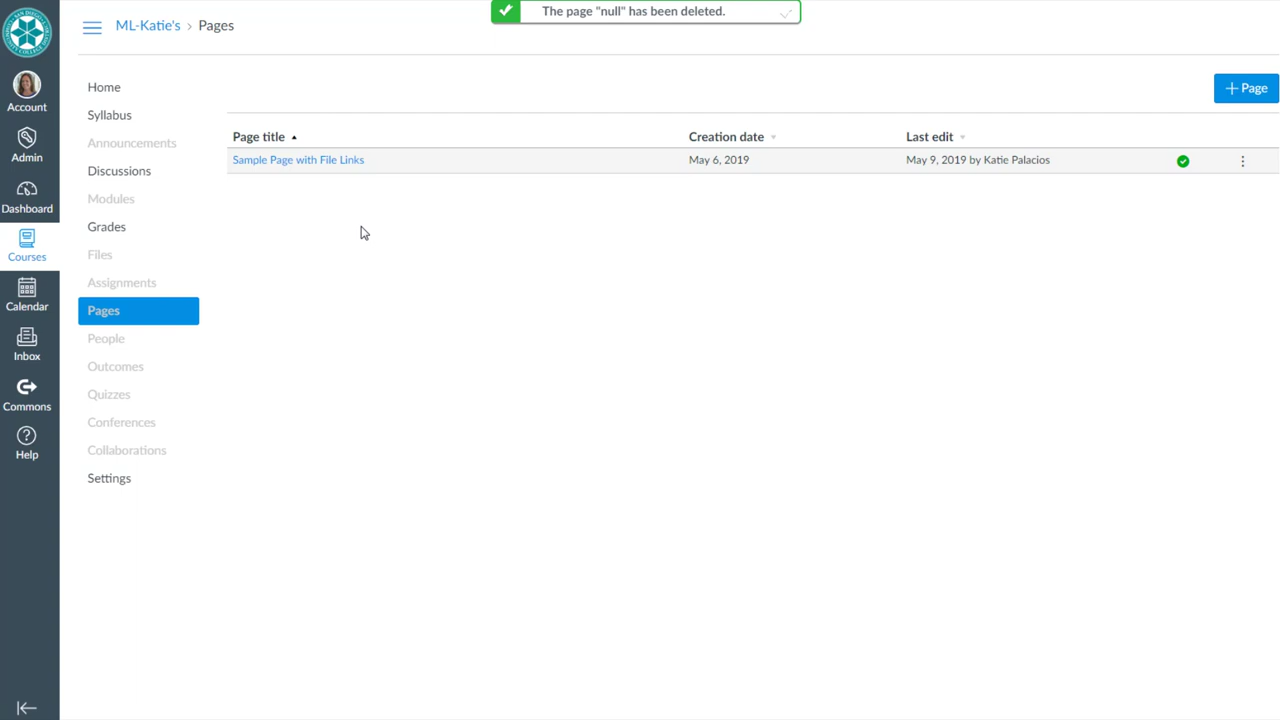 The page "null" has been deleted.
ML-Katie's › Pages
Account
Admin
Dashboard
Courses
Calendar
Inbox
Commons
Help
Home
Syllabus
Announcements
Discussions
Modules
Grades
Files
Assignments
Pages
People
Outcomes
Quizzes
Conferences
Collaborations
Settings
+ Page
Page title Creation date Last edit
Sample Page with File Links May 6, 2019 May 9, 2019 by Katie Palacios